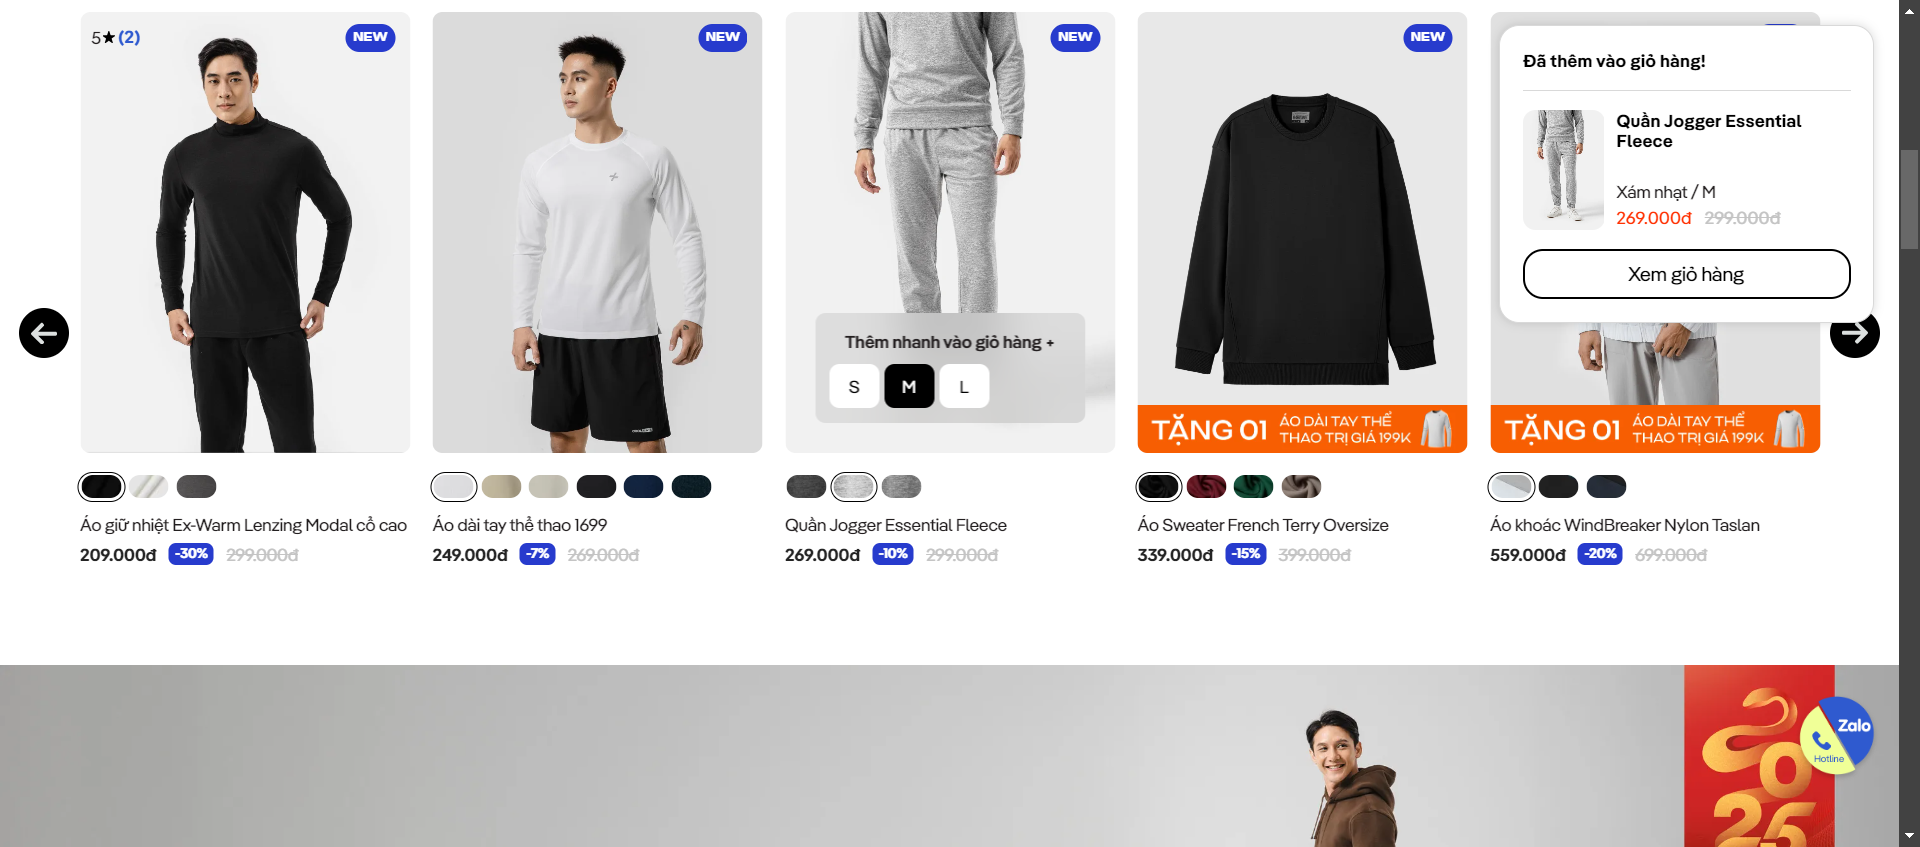 5★ (2)
NEW
NEW
NEW
NEW
Đã thêm vào giỏ hàng!
Quần Jogger Essential
Fleece
Xám nhạt / M
269.000đ 299.000đ
Xem giỏ hàng
Thêm nhanh vào giỏ hàng +
S M L
TẶNG 01 ÁO DÀI TAY THỂ
THAO TRỊ GIÁ 199K
TẶNG 01 ÁO DÀI TAY THỂ
THAO TRỊ GIÁ 199K
Áo giữ nhiệt Ex-Warm Lenzing Modal cổ cao
209.000đ -30% 299.000đ
Áo dài tay thể thao 1699
249.000đ -7% 269.000đ
Quần Jogger Essential Fleece
269.000đ -10% 299.000đ
Áo Sweater French Terry Oversize
339.000đ -15% 399.000đ
Áo khoác WindBreaker Nylon Taslan
559.000đ -20% 699.000đ
Zalo
Hotline
2025